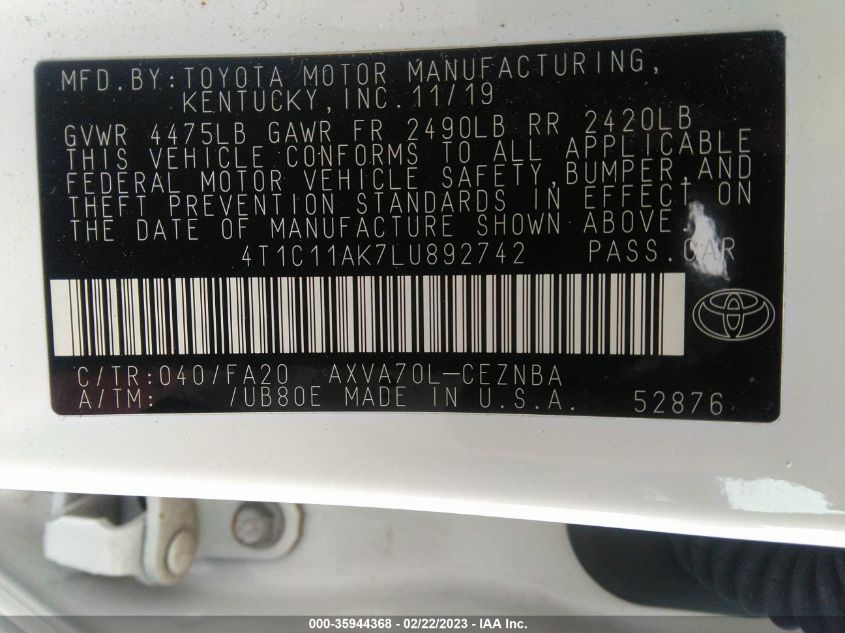 MFD.BY:TOYOTA MOTOR MANUFACTURING,
KENTUCKY,INC.11/19
GVWR 4475LB GAWR FR 2490LB RR 2420LB
THIS VEHICLE CONFORMS TO ALL APPLICABLE
FEDERAL MOTOR VEHICLE SAFETY,BUMPER,AND
THEFT PREVENTION STANDARDS IN EFFECT ON
THE DATE OF MANUFACTURE SHOWN ABOVE.
4T1C11AK7LU892742 PASS.CAR
C/TR:040/FA20 AXVA70L-CEZNBA
A/TM: /UB80E MADE IN U.S.A. 52876
000-35944368 - 02/22/2023 - IAA Inc.